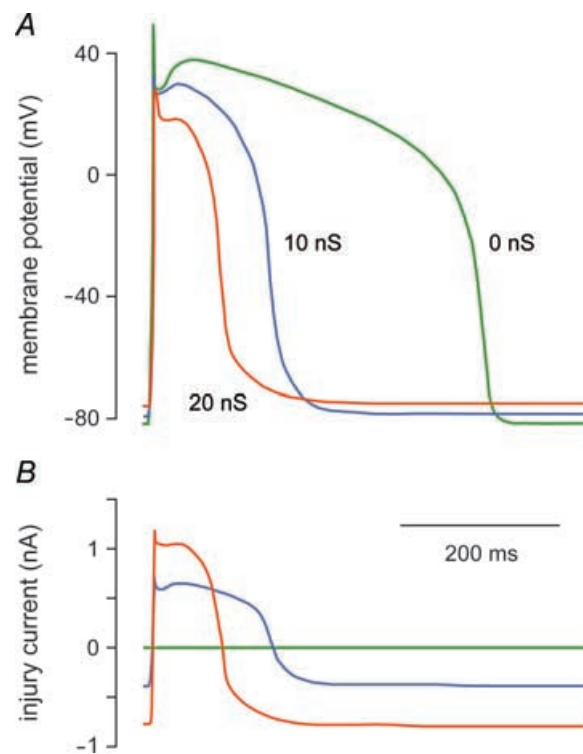 A
membrane potential (mV)
40
0
−40
−80
10 nS
0 nS
20 nS
B
injury current (nA)
1
0
−1
200 ms